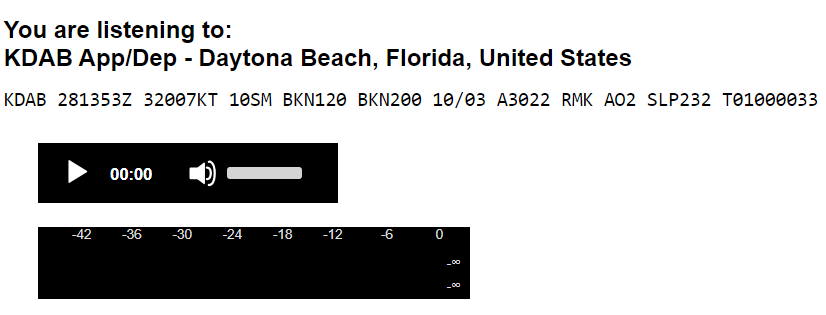 You are listening to:
KDAB App/Dep - Daytona Beach, Florida, United States
KDAB 281353Z 32007KT 10SM BKN120 BKN200 10/03 A3022 RMK AO2 SLP232 T01000033
00:00
-42 -36 -30 -24 -18 -12 -6 0
-∞
-∞